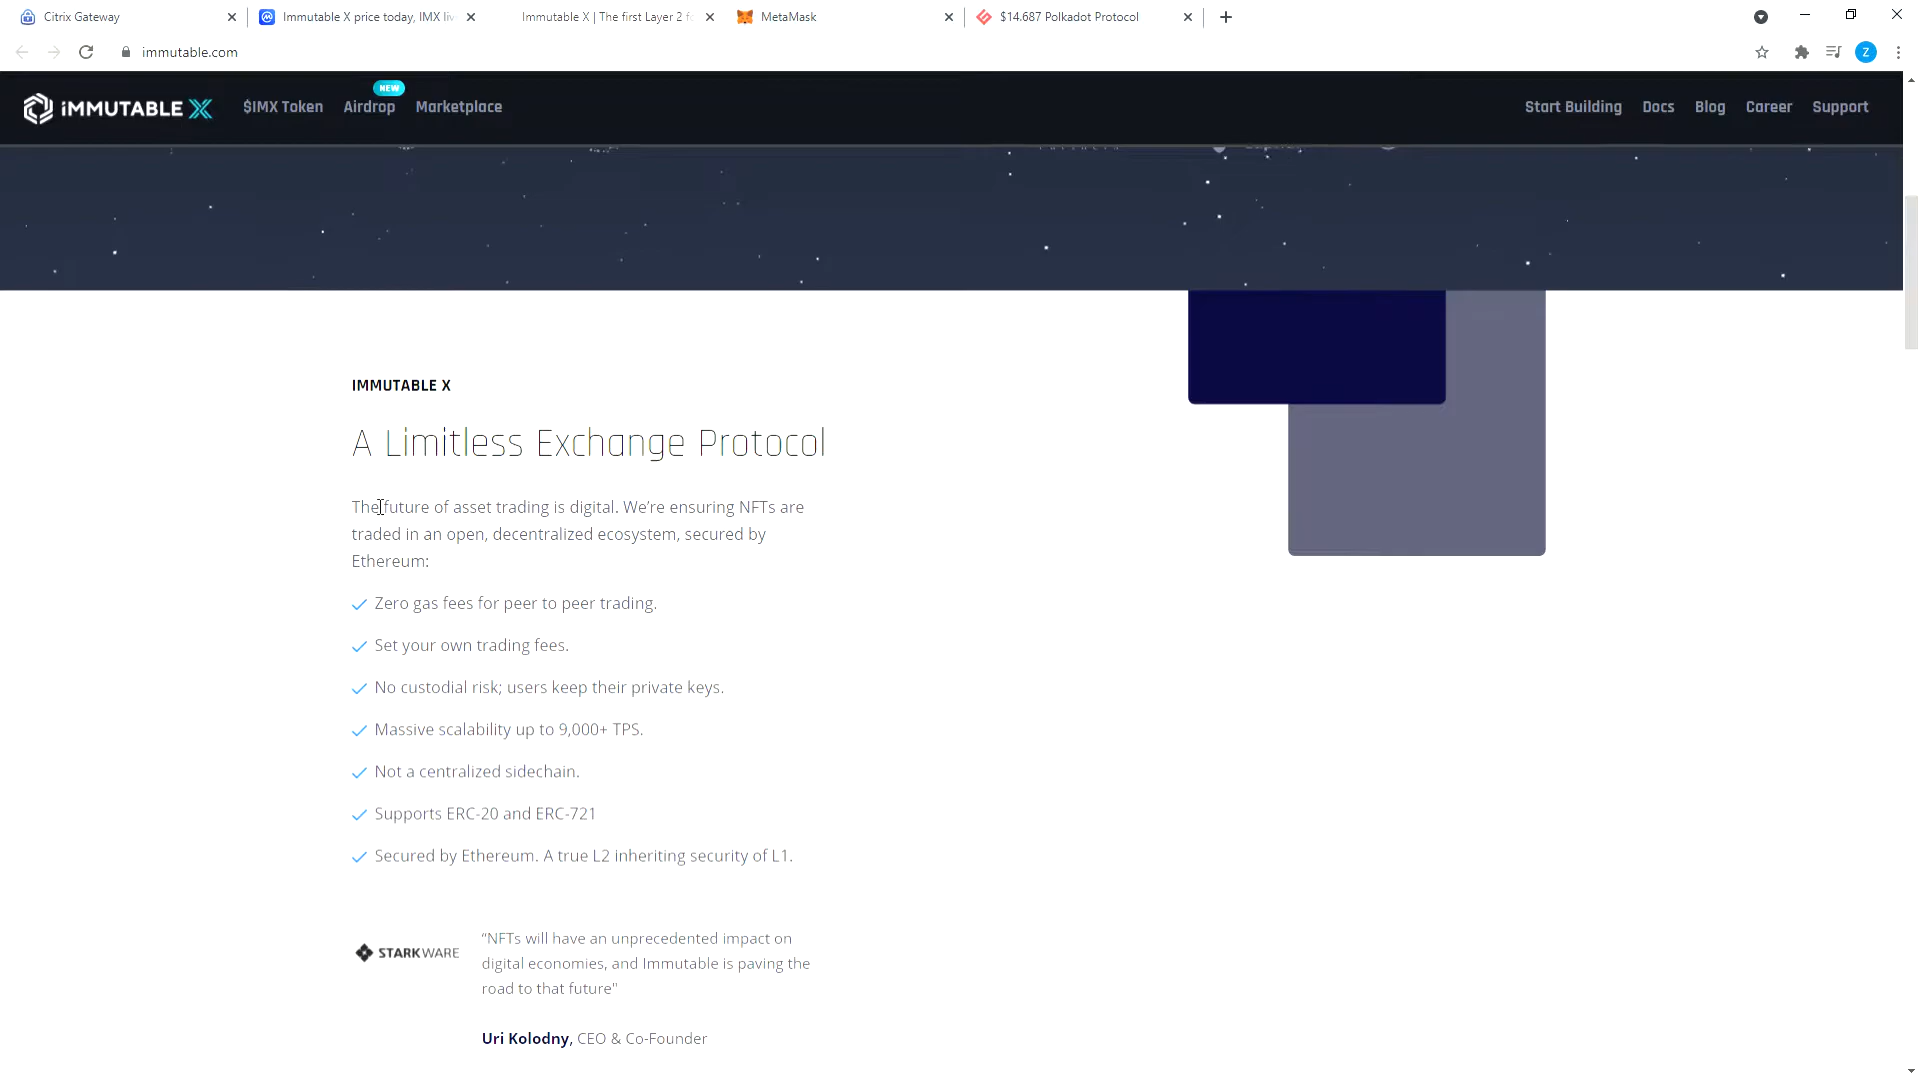 Citrix Gateway
Immutable X price today, IMX liv
Immutable X | The first Layer 2 f
MetaMask
$14.687 Polkadot Protocol
immutable.com
Z
iMMUTABLE X
$IMX Token
NEW
Airdrop
Marketplace
Start Building
Docs
Blog
Career
Support
IMMUTABLE X
A Limitless Exchange Protocol
The future of asset trading is digital. We’re ensuring NFTs are
traded in an open, decentralized ecosystem, secured by
Ethereum:
Zero gas fees for peer to peer trading.
Set your own trading fees.
No custodial risk; users keep their private keys.
Massive scalability up to 9,000+ TPS.
Not a centralized sidechain.
Supports ERC-20 and ERC-721
Secured by Ethereum. A true L2 inheriting security of L1.
STARKWARE
“NFTs will have an unprecedented impact on
digital economies, and Immutable is paving the
road to that future"
Uri Kolodny, CEO & Co-Founder